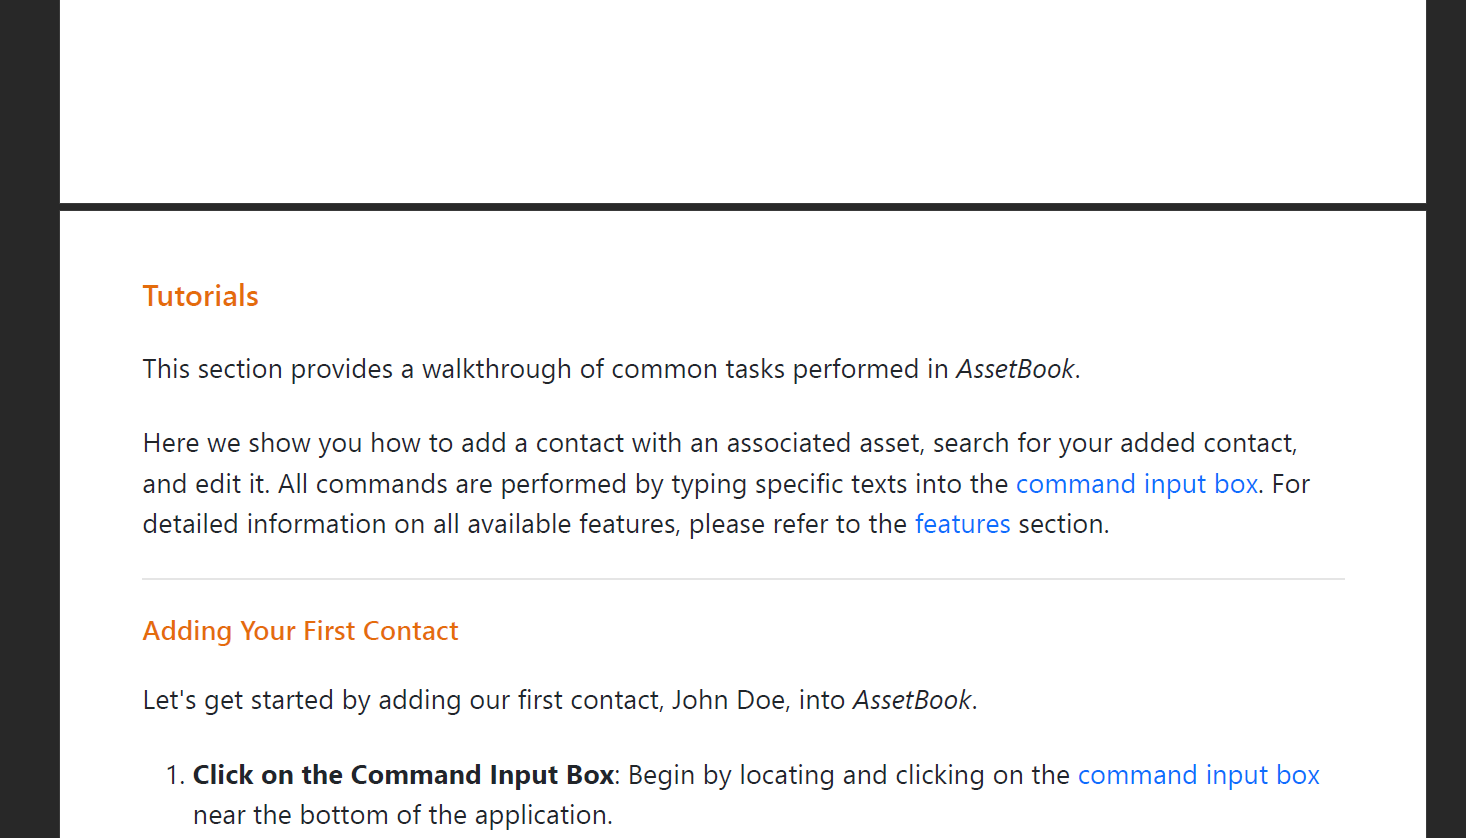 Tutorials
This section provides a walkthrough of common tasks performed in AssetBook.
Here we show you how to add a contact with an associated asset, search for your added contact,
and edit it. All commands are performed by typing specific texts into the command input box. For
detailed information on all available features, please refer to the features section.
Adding Your First Contact
Let's get started by adding our first contact, John Doe, into AssetBook.
1. Click on the Command Input Box: Begin by locating and clicking on the command input box
near the bottom of the application.